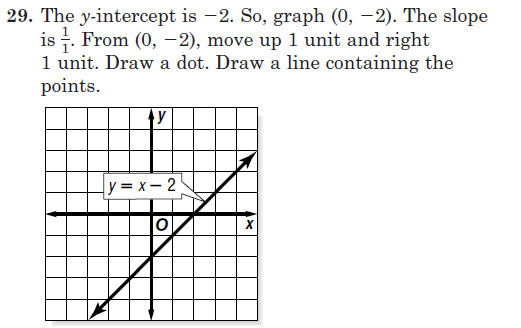 29. The y-intercept is −2. So, graph (0, −2). The slope
is 1/1. From (0, −2), move up 1 unit and right
1 unit. Draw a dot. Draw a line containing the
points.
y
y = x − 2
O
x